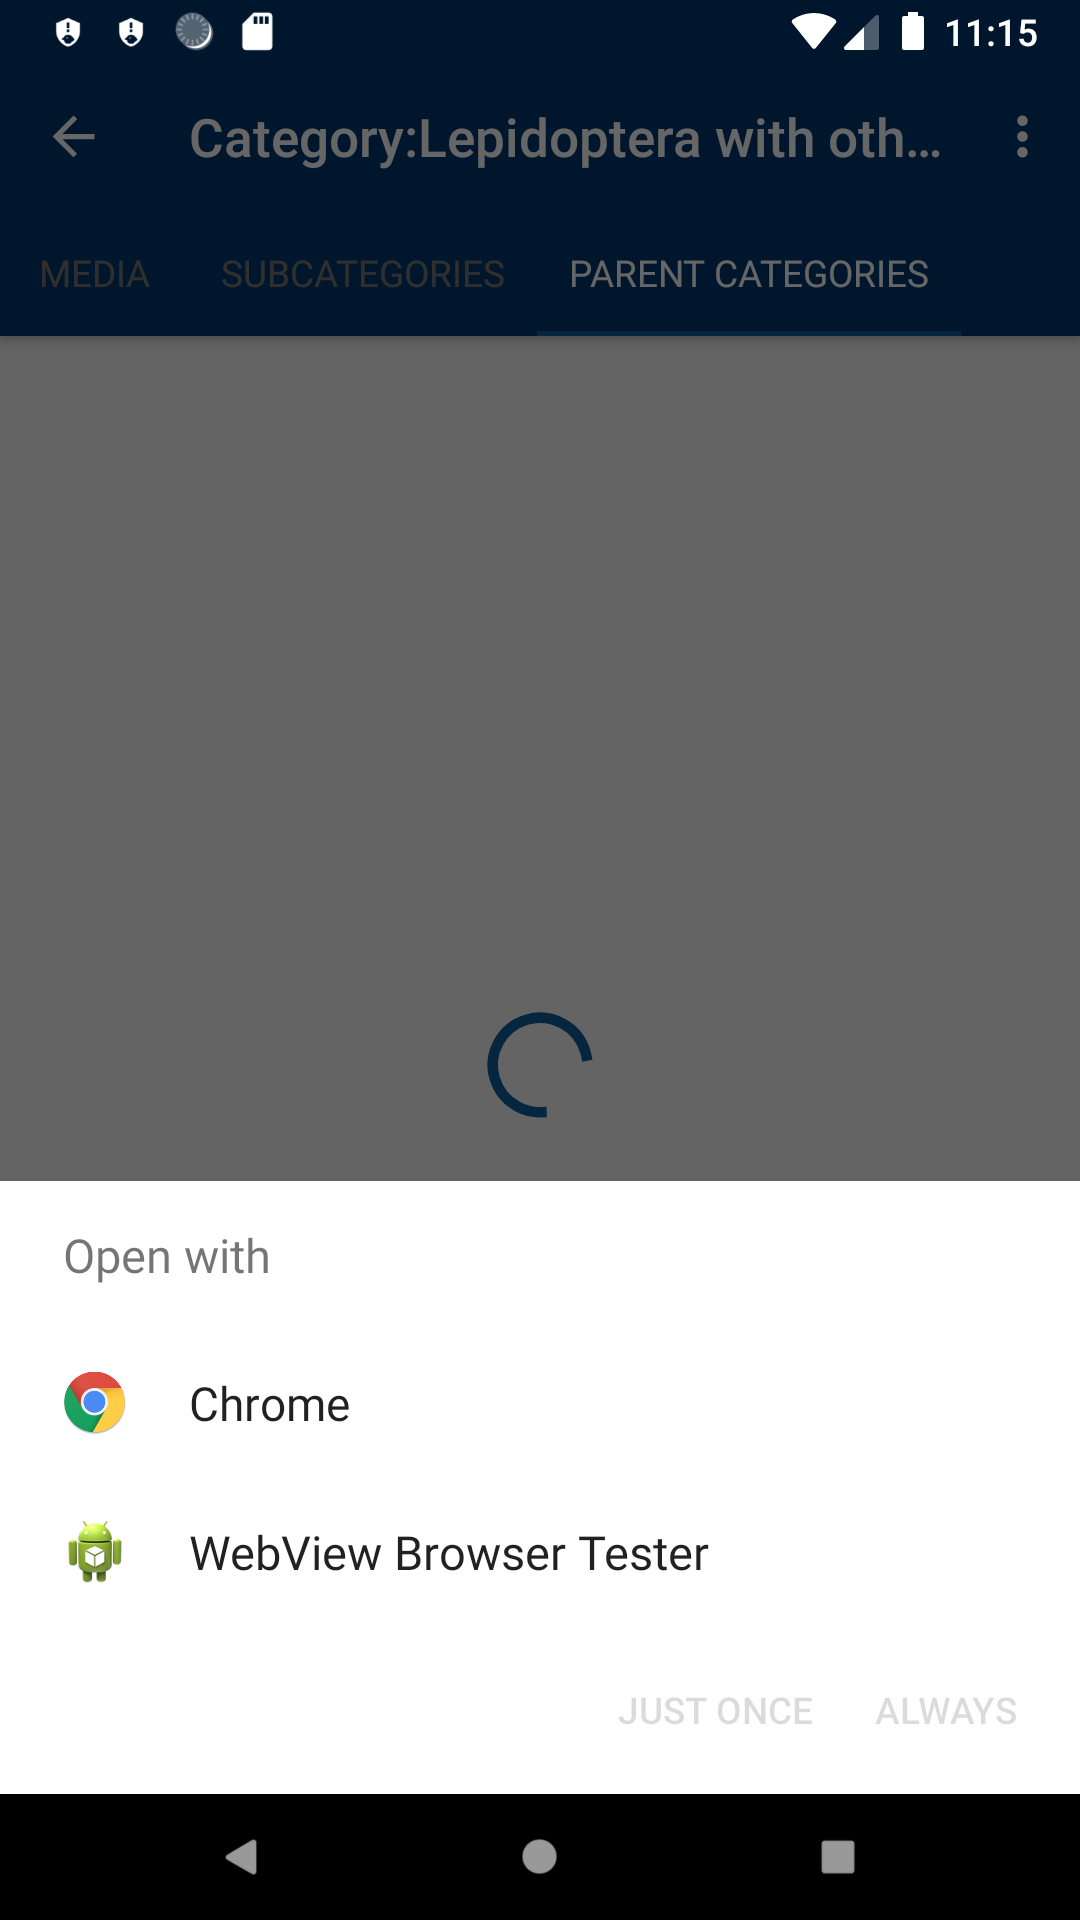 11:15
Category:Lepidoptera with oth...
MEDIA SUBCATEGORIES PARENT CATEGORIES
Open with
Chrome
WebView Browser Tester
JUST ONCE ALWAYS